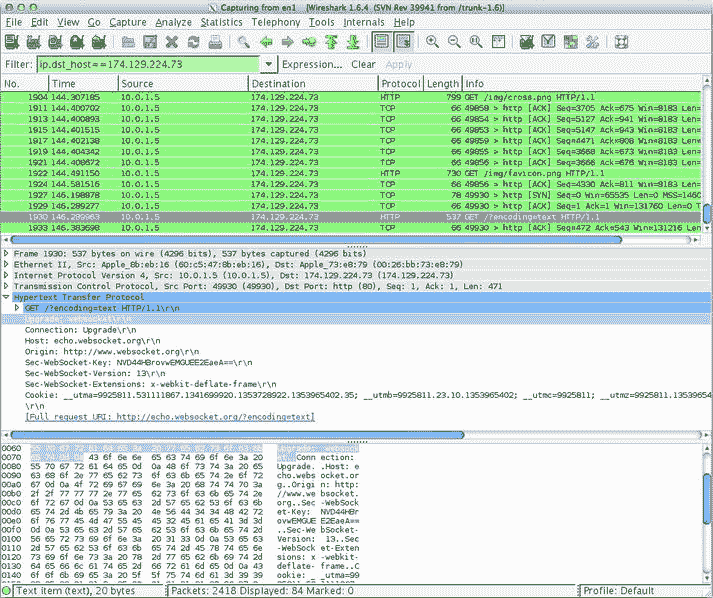 Capturing from en1 [Wireshark 1.6.4 (SVN Rev 39941 from /trunk-1.6)]
File Edit View Go Capture Analyze Statistics Telephony Tools Internals Help
Filter: ip.dst_host==174.129.224.73 Expression... Clear Apply
No. Time Source Destination Protocol Length Info
1904 144.307185 10.0.1.5 174.129.224.73 HTTP 799 GET /img/cross.png HTTP/1.1
1911 144.400702 10.0.1.5 174.129.224.73 TCP 66 49858 > http [ACK] Seq=3705 Ack=675 Win=8183 Len=
1913 144.400893 10.0.1.5 174.129.224.73 TCP 66 49854 > http [ACK] Seq=5127 Ack=941 Win=8183 Len=
1915 144.401515 10.0.1.5 174.129.224.73 TCP 66 49853 > http [ACK] Seq=5147 Ack=943 Win=8183 Len=
1917 144.402138 10.0.1.5 174.129.224.73 TCP 66 49859 > http [ACK] Seq=4471 Ack=808 Win=8183 Len=
1919 144.404342 10.0.1.5 174.129.224.73 TCP 66 49855 > http [ACK] Seq=3668 Ack=673 Win=8183 Len=
1921 144.408672 10.0.1.5 174.129.224.73 TCP 66 49856 > http [ACK] Seq=3666 Ack=676 Win=8183 Len=
1922 144.491150 10.0.1.5 174.129.224.73 HTTP 730 GET /img/favicon.png HTTP/1.1
1924 144.581516 10.0.1.5 174.129.224.73 TCP 66 49856 > http [ACK] Seq=4330 Ack=811 Win=8183 Len=
1927 146.198878 10.0.1.5 174.129.224.73 TCP 78 49930 > http [SYN] Seq=0 Win=65535 Len=0 MSS=1460
1929 146.289277 10.0.1.5 174.129.224.73 TCP 66 49930 > http [ACK] Seq=1 Ack=1 Win=131760 Len=0 T
1930 146.289963 10.0.1.5 174.129.224.73 HTTP 537 GET /?encoding=text HTTP/1.1
1933 146.383698 10.0.1.5 174.129.224.73 TCP 66 49930 > http [ACK] Seq=472 Ack=543 Win=131216 Len
Frame 1930: 537 bytes on wire (4296 bits), 537 bytes captured (4296 bits)
Ethernet II, Src: Apple_8b:eb:16 (60:c5:47:8b:eb:16), Dst: Apple_73:e8:79 (00:26:bb:73:e8:79)
Internet Protocol Version 4, Src: 10.0.1.5 (10.0.1.5), Dst: 174.129.224.73 (174.129.224.73)
Transmission Control Protocol, Src Port: 49930 (49930), Dst Port: http (80), Seq: 1, Ack: 1, Len: 471
Hypertext Transfer Protocol
GET /?encoding=text HTTP/1.1\r\n
Upgrade: websocket\r\n
Connection: Upgrade\r\n
Host: echo.websocket.org\r\n
Origin: http://www.websocket.org\r\n
Sec-WebSocket-Key: NVD44HBrovwEMGUEE2EaeA==\r\n
Sec-WebSocket-Version: 13\r\n
Sec-WebSocket-Extensions: x-webkit-deflate-frame\r\n
Cookie: __utma=9925811.531111867.1341699920.1353728922.1353965402.35; __utmb=9925811.23.10.1353965402; __utmc=9925811; __utmz=9925811.13539654
\r\n
[Full request URI: http://echo.websocket.org/?encoding=text]
0060
0070 43 6f 6e 6e 65 63 74 69 6f 6e 3a 20 Connection:
0080 55 70 67 72 61 64 65 0d 0a 48 6f 73 74 3a 20 65 Upgrade. .Host: e
0090 63 68 6f 2e 77 65 62 73 6f 63 6b 65 74 2e 6f 72 cho.webs ocket.or
00a0 67 0d 0a 4f 72 69 67 69 6e 3a 20 68 74 74 70 3a g..Origi n: http:
00b0 2f 2f 77 77 77 2e 77 65 62 73 6f 63 6b 65 74 2e //www.we bsocket.
00c0 6f 72 67 0d 0a 53 65 63 2d 57 65 62 53 6f 63 6b org..Sec -WebSock
00d0 65 74 2d 4b 65 79 3a 20 4e 56 44 34 34 48 42 72 et-Key: NVD44HBr
00e0 6f 76 77 45 4d 47 55 45 45 32 45 61 65 41 3d 3d ovwEMGUE E2EaeA==
00f0 0d 0a 53 65 63 2d 57 65 62 53 6f 63 6b 65 74 2d ..Sec-We bSocket-
0100 56 65 72 73 69 6f 6e 3a 20 31 33 0d 0a 53 65 63 Version: 13..Sec
0110 2d 57 65 62 53 6f 63 6b 65 74 2d 45 78 74 65 6e -WebSock et-Exten
0120 73 69 6f 6e 73 3a 20 78 2d 77 65 62 6b 69 74 2d sions: x -webkit-
0130 64 65 66 6c 61 74 65 2d 66 72 61 6d 65 0d 0a 43 deflate- frame..C
0140 6f 6f 6b 69 65 3a 20 5f 5f 75 74 6d 61 3d 39 39 ookie: _ _utma=99
Text item (text), 20 bytes Packets: 2418 Displayed: 84 Marked: 0 Profile: Default